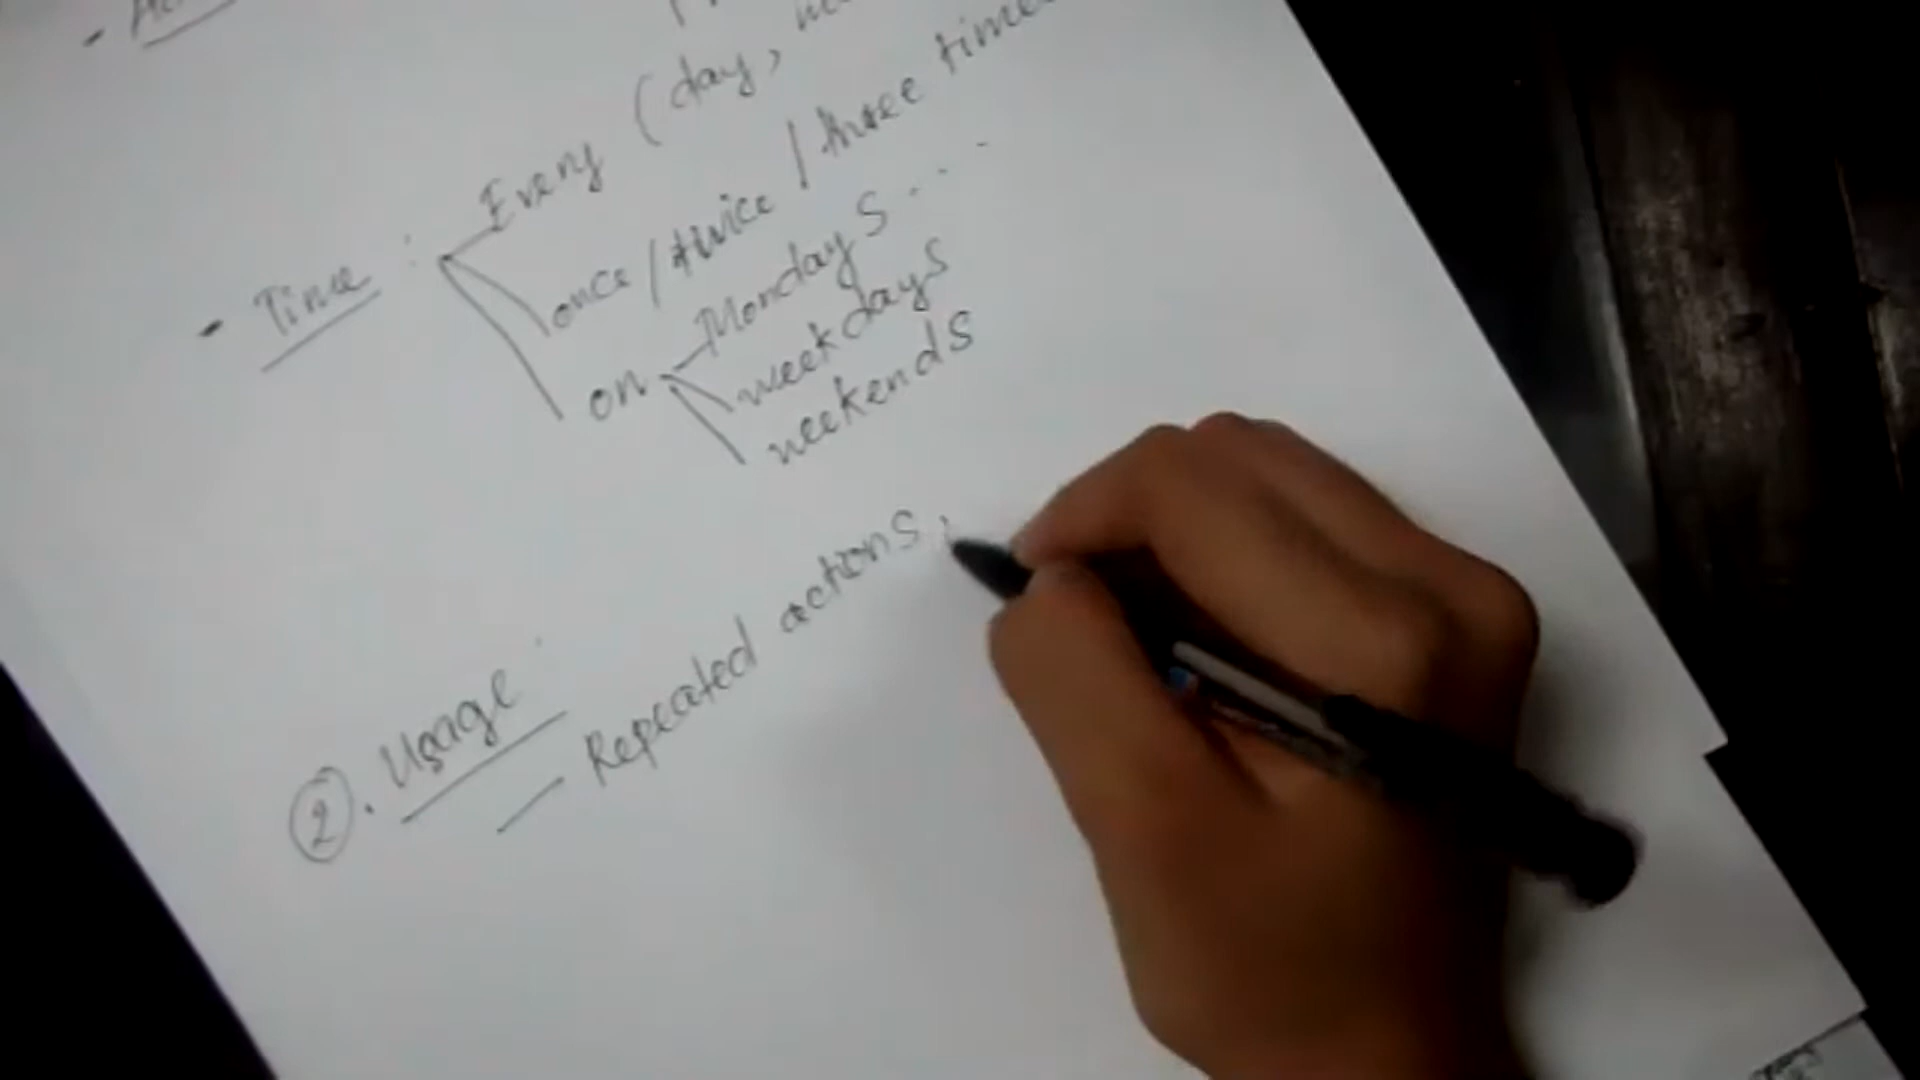 - Time : Every (day,
once / twice / three time
on Mondays ...
weekdays
weekends
②. Usage :
— Repeated actions,